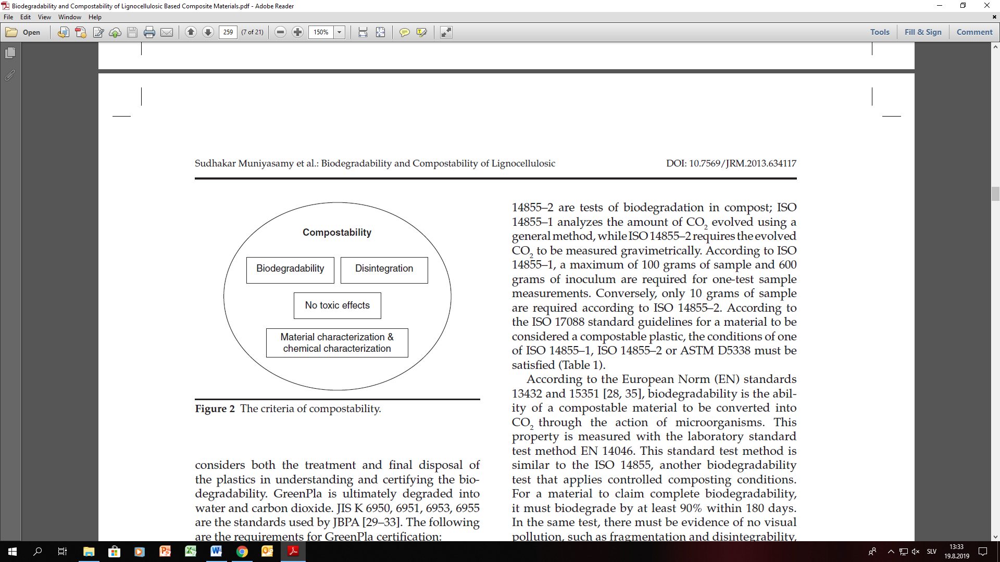 Biodegradability and Compostability of Lignocellulosic Based Composite Materials.pdf - Adobe Reader
File Edit View Window Help
Open 259 (7 of 21) 150% Tools Fill & Sign Comment
Sudhakar Muniyasamy et al.: Biodegradability and Compostability of Lignocellulosic DOI: 10.7569/JRM.2013.634117
Compostability
Biodegradability Disintegration
No toxic effects
Material characterization &
chemical characterization
Figure 2 The criteria of compostability.
considers both the treatment and final disposal of
the plastics in understanding and certifying the bio-
degradability. GreenPla is ultimately degraded into
water and carbon dioxide. JIS K 6950, 6951, 6953, 6955
are the standards used by JBPA [29–33]. The following
are the requirements for GreenPla certification:
14855–2 are tests of biodegradation in compost; ISO
14855–1 analyzes the amount of CO2 evolved using a
general method, while ISO 14855–2 requires the evolved
CO2 to be measured gravimetrically. According to ISO
14855–1, a maximum of 100 grams of sample and 600
grams of inoculum are required for one-test sample
measurements. Conversely, only 10 grams of sample
are required according to ISO 14855–2. According to
the ISO 17088 standard guidelines for a material to be
considered a compostable plastic, the conditions of one
of ISO 14855–1, ISO 14855–2 or ASTM D5338 must be
satisfied (Table 1).
According to the European Norm (EN) standards
13432 and 15351 [28, 35], biodegradability is the abil-
ity of a compostable material to be converted into
CO2 through the action of microorganisms. This
property is measured with the laboratory standard
test method EN 14046. This standard test method is
similar to the ISO 14855, another biodegradability
test that applies controlled composting conditions.
For a material to claim complete biodegradability,
it must biodegrade by at least 90% within 180 days.
In the same test, there must be evidence of no visual
pollution, such as fragmentation and disintegrability,
SLV 13:33
19.8.2019